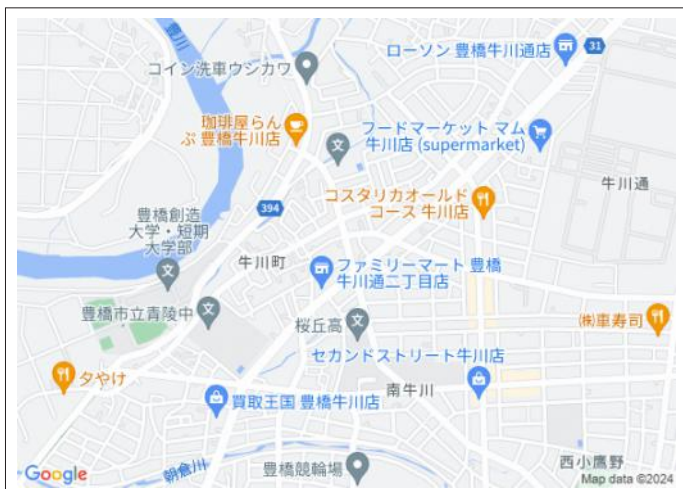 豊川
ローソン 豊橋牛川通店
31
コイン洗車ウシカワ
珈琲屋らん
ぷ 豊橋牛川店
フードマーケット マム
牛川店 (supermarket)
牛川通
コスタリカオールド
コース 牛川店
394
豊橋創造
大学・短期
大学部
牛川町
ファミリーマート 豊橋
牛川通二丁目店
豊橋市立青陵中
桜丘高
㈱車寿司
セカンドストリート牛川店
夕やけ
買取王国 豊橋牛川店
南牛川
朝倉川
豊橋競輪場
西小鷹野
Google
Map data ©2024